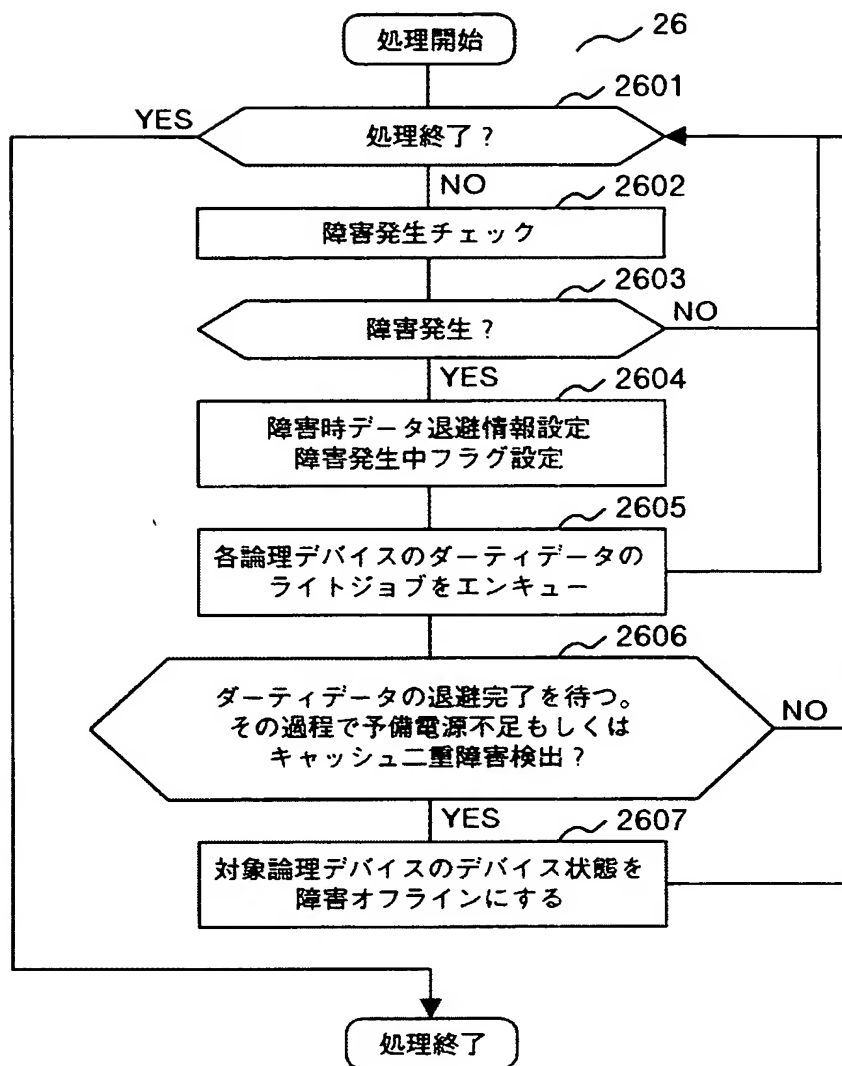 処理開始
26
2601
YES
処理終了？
NO
2602
障害発生チェック
2603
障害発生？
NO
YES
2604
障害時データ退避情報設定
障害発生中フラグ設定
2605
各論理デバイスのダーティデータの
ライトジョブをエンキュー
2606
ダーティデータの退避完了を待つ。
その過程で予備電源不足もしくは
キャッシュ二重障害検出？
NO
YES
2607
対象論理デバイスのデバイス状態を
障害オフラインにする
処理終了